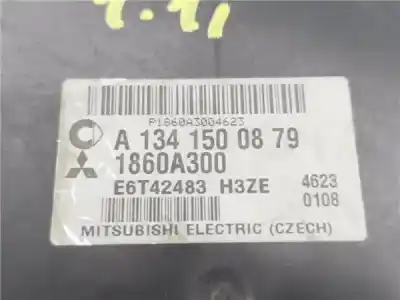 P1860A3004623
A 134 150 08 79
1860A300
E6T42483 H3ZE 4623
0108
MITSUBISHI ELECTRIC (CZECH)